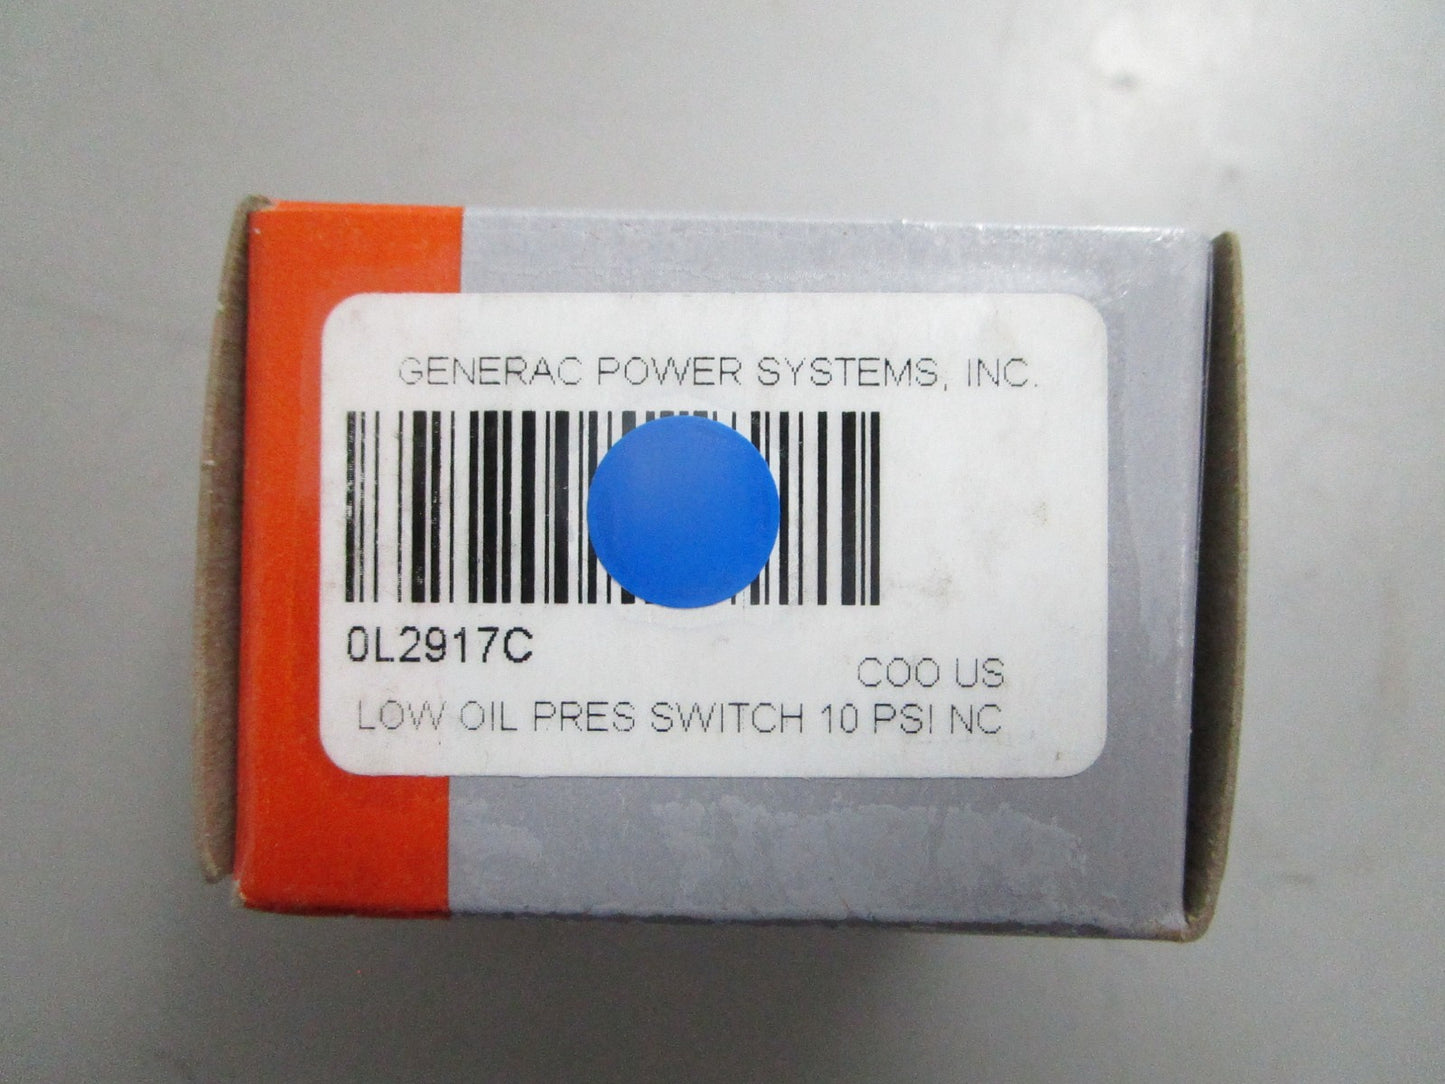 GENERAC POWER SYSTEMS, INC.
0L2917C
COO US
LOW OIL PRES SWITCH 10 PSI NC